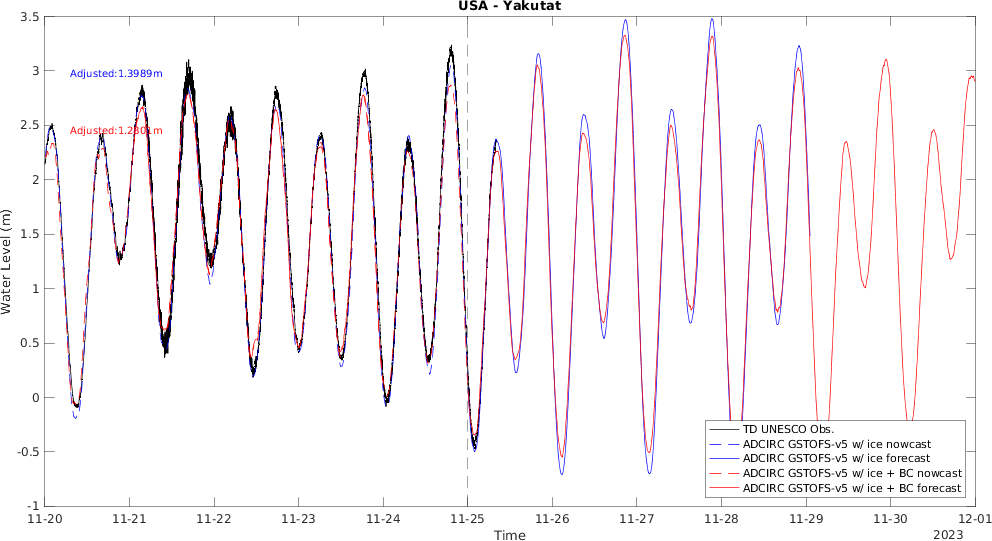 USA - Yakutat
3.5
3
2.5
2
1.5
1
0.5
0
-0.5
-1
Water Level (m)
Adjusted:1.3989m
TD UNESCO Obs.
ADCIRC GSTOFS-v5 w/ ice nowcast
ADCIRC GSTOFS-v5 w/ ice forecast
ADCIRC GSTOFS-v5 w/ ice + BC nowcast
ADCIRC GSTOFS-v5 w/ ice + BC forecast
11-20 11-21 11-22 11-23 11-24 11-25 11-26 11-27 11-28 11-29 11-30 12-01
Time
2023